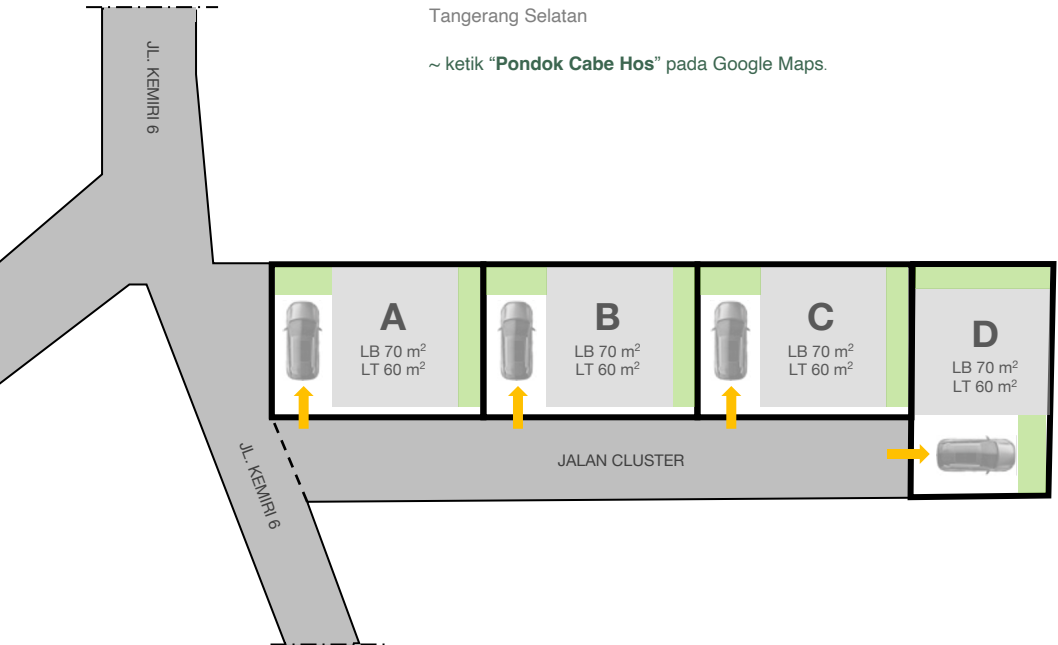 Tangerang Selatan
~ ketik “Pondok Cabe Hos” pada Google Maps.
JL. KEMIRI 6
A
LB 70 m²
LT 60 m²
B
LB 70 m²
LT 60 m²
C
LB 70 m²
LT 60 m²
D
LB 70 m²
LT 60 m²
JALAN CLUSTER
JL. KEMIRI 6